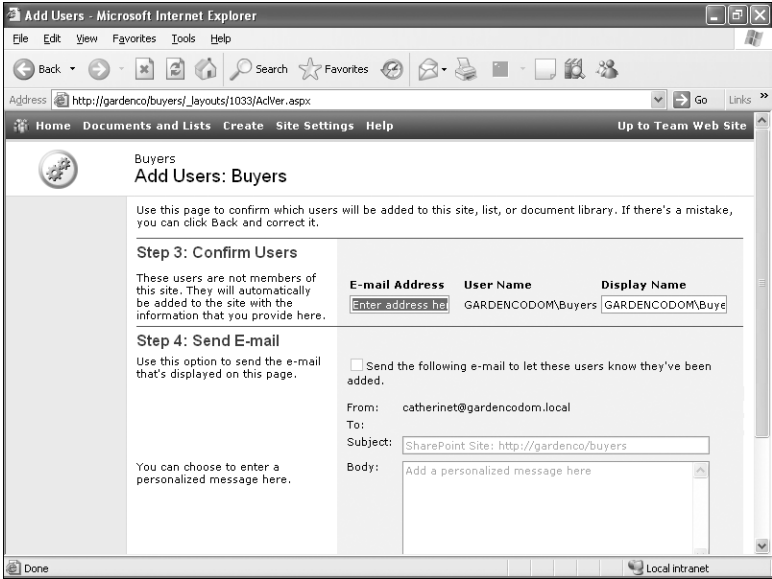 Add Users - Microsoft Internet Explorer
File Edit View Favorites Tools Help
Back Search Favorites
Address http://gardenco/buyers/_layouts/1033/AclVer.aspx Go Links »
Home Documents and Lists Create Site Settings Help Up to Team Web Site
Buyers
Add Users: Buyers
Use this page to confirm which users will be added to this site, list, or document library. If there's a mistake,
you can click Back and correct it.
Step 3: Confirm Users
These users are not members of
this site. They will automatically
be added to the site with the
information that you provide here.
E-mail Address User Name Display Name
Enter address her GARDENCODOM\Buyers GARDENCODOM\Buye
Step 4: Send E-mail
Use this option to send the e-mail
that's displayed on this page.
Send the following e-mail to let these users know they've been
added.
From: catherinet@gardencodom.local
To:
Subject: SharePoint Site: http://gardenco/buyers
You can choose to enter a
personalized message here.
Body: Add a personalized message here
Done Local intranet